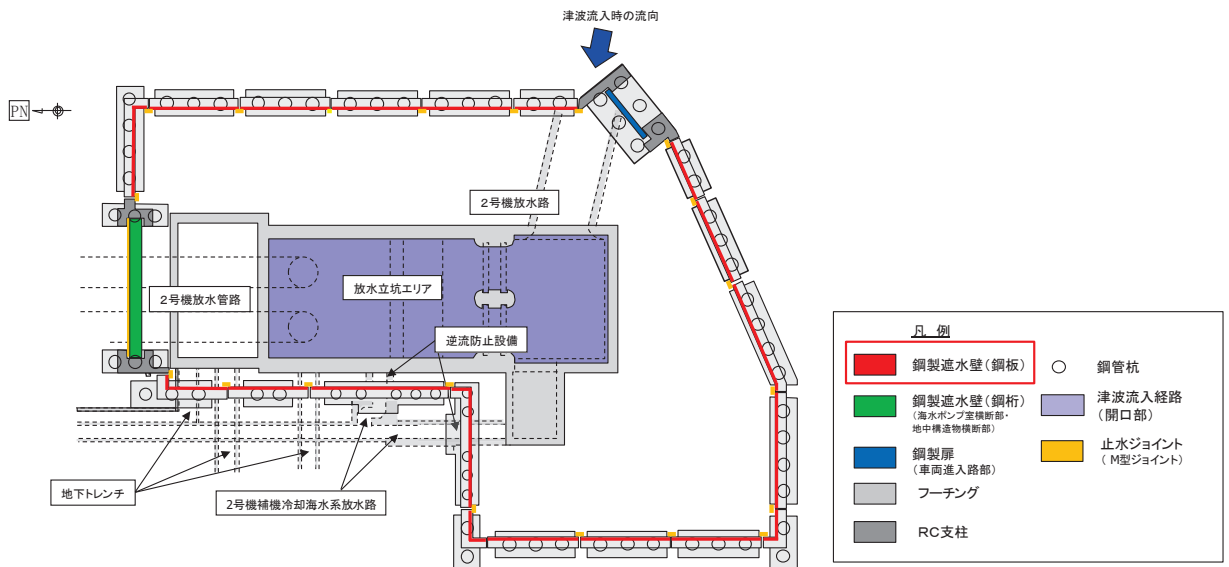 津波流入時の流向
PN
2号機放水路
2号機放水管路
放水立坑エリア
逆流防止設備
地下トレンチ
2号機補機冷却海水系放水路
凡 例
鋼製遮水壁(鋼板)
鋼製遮水壁(鋼桁)
(海水ポンプ室横断部・
地中構造物横断部)
鋼製扉
(車両進入路部)
フーチング
RC支柱
鋼管杭
津波流入経路
(開口部)
止水ジョイント
(M型ジョイント)